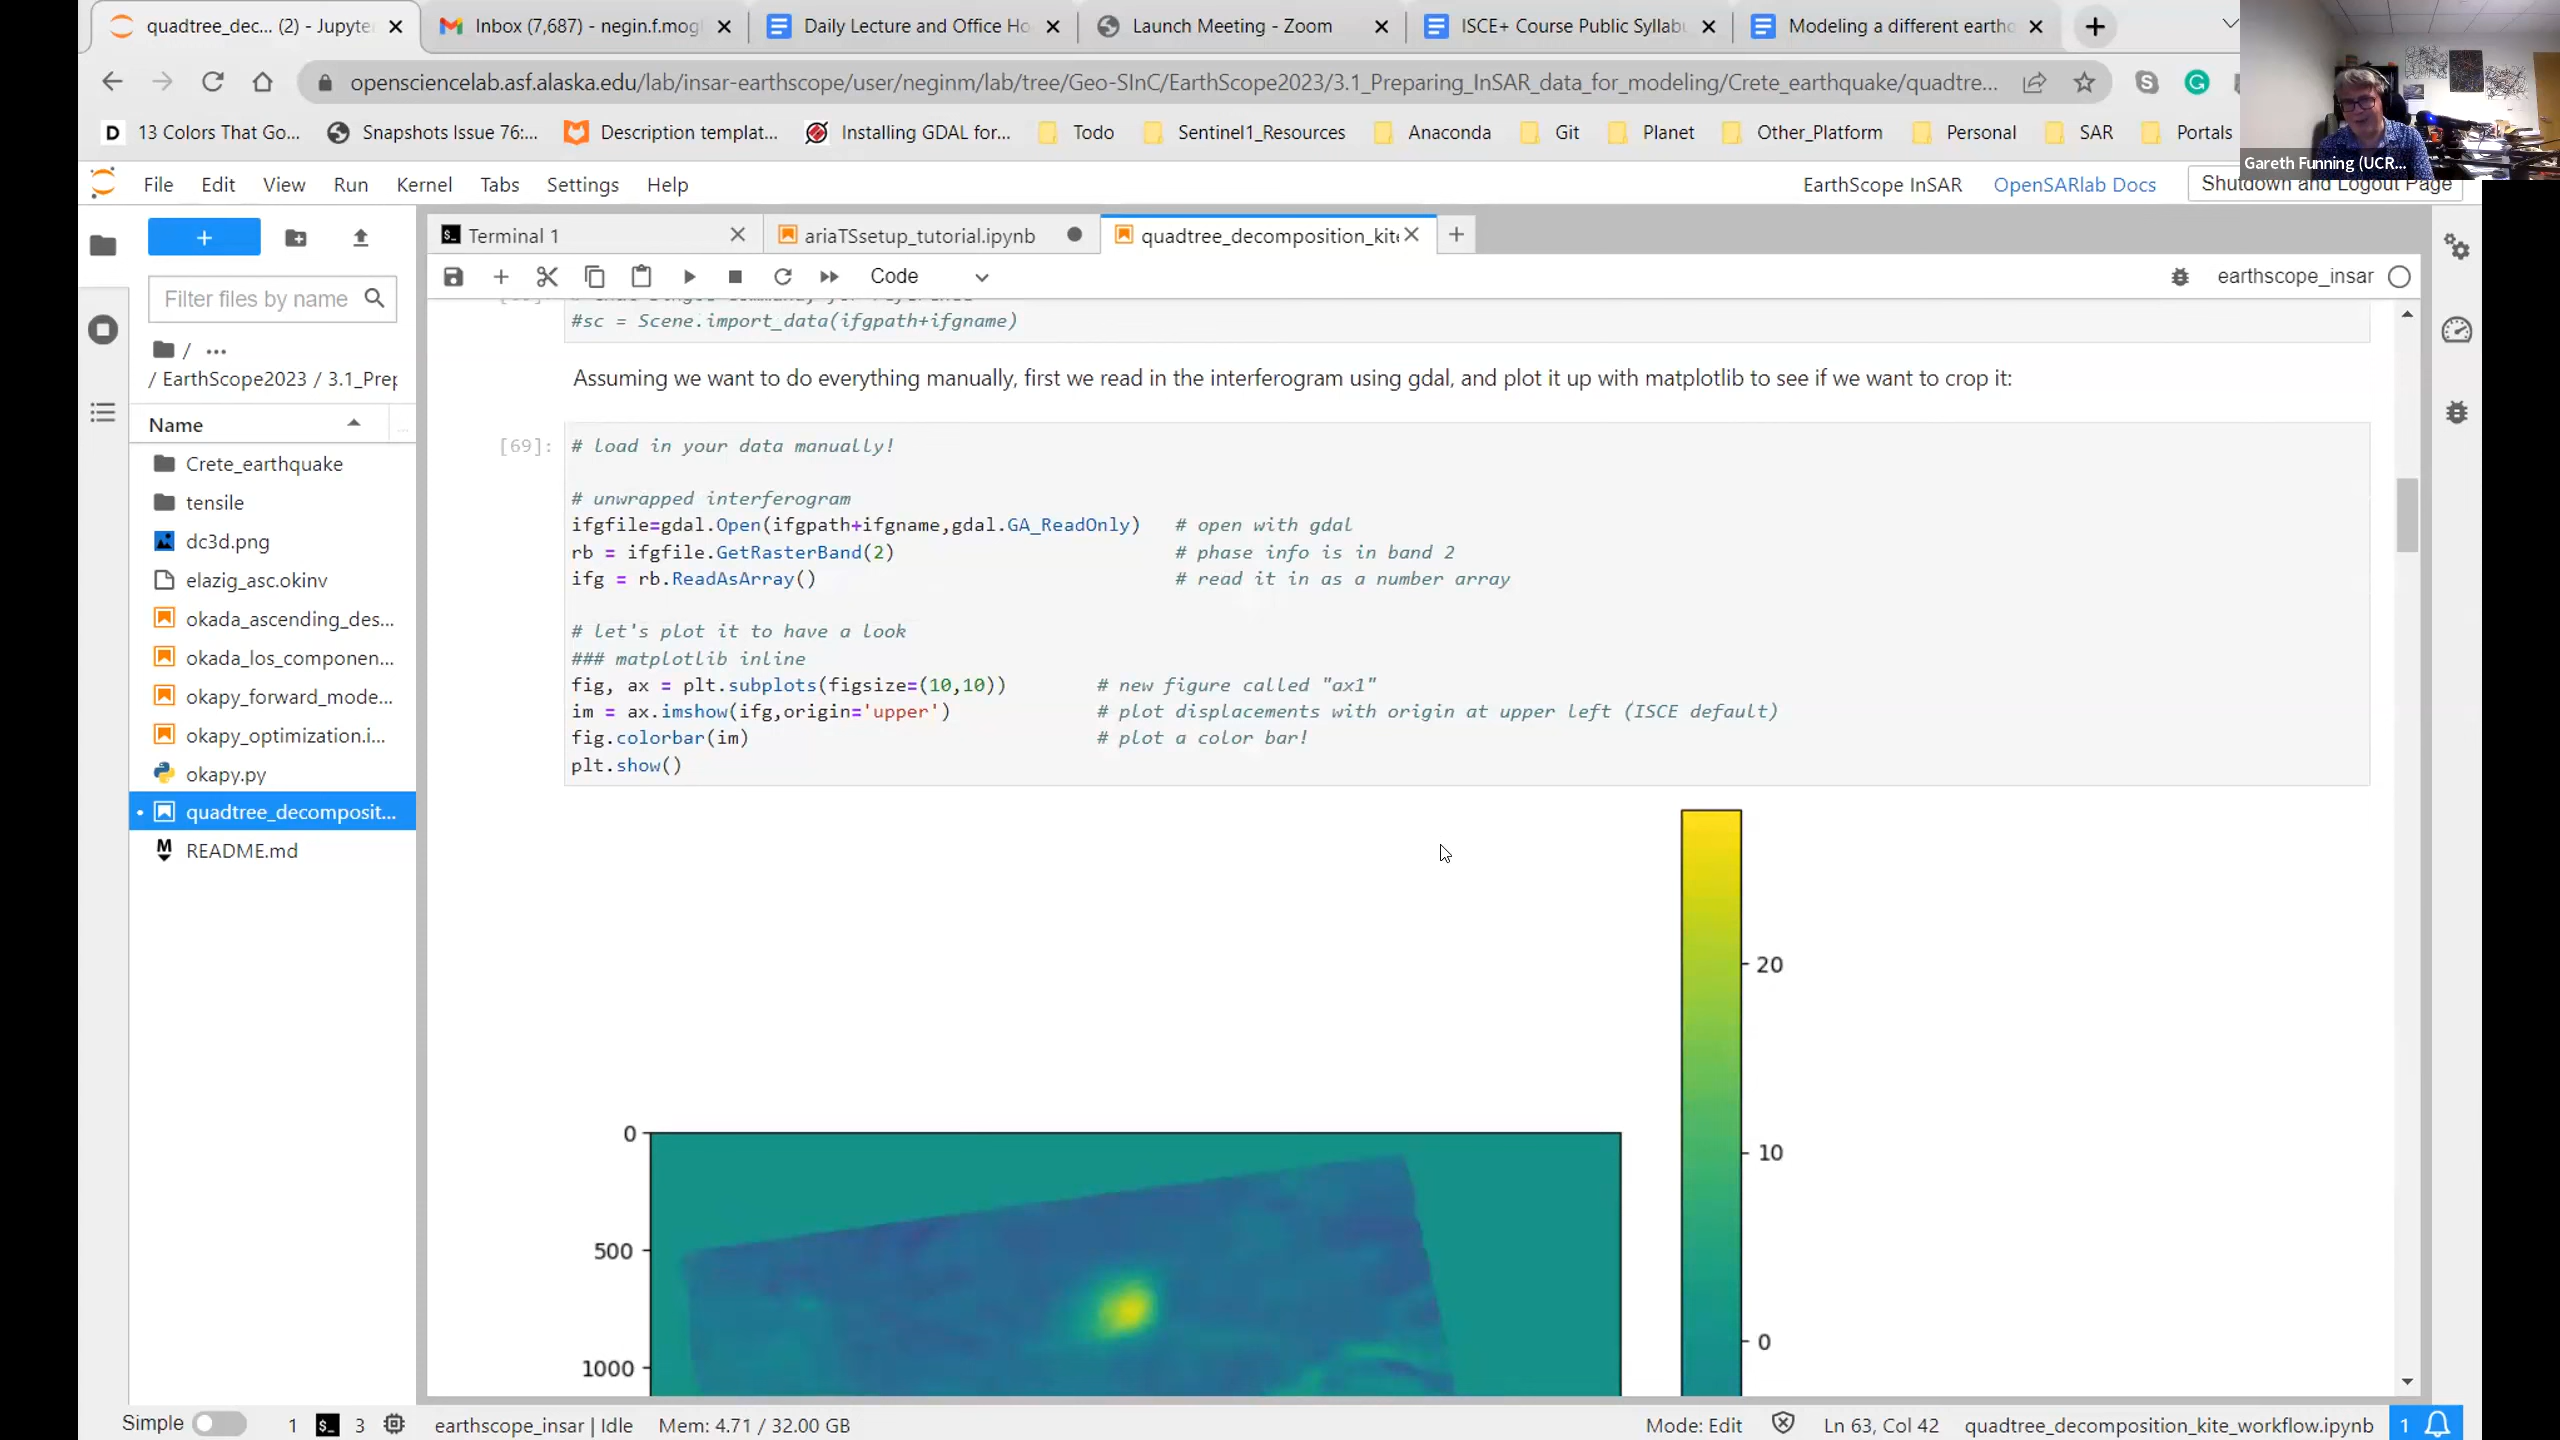 quadtree_dec... (2) - Jupyte
Inbox (7,687) - negin.f.mogl
Daily Lecture and Office Ho
Launch Meeting - Zoom
ISCE+ Course Public Syllabu
Modeling a different eartho
opensciencelab.asf.alaska.edu/lab/insar-earthscope/user/neginm/lab/tree/Geo-SInC/EarthScope2023/3.1_Preparing_InSAR_data_for_modeling/Crete_earthquake/quadtre...
13 Colors That Go...
Snapshots Issue 76:...
Description templat...
Installing GDAL for...
Todo
Sentinel1_Resources
Anaconda
Git
Planet
Other_Platform
Personal
SAR
Portals
Gareth Funning (UCR...
File Edit View Run Kernel Tabs Settings Help
EarthScope InSAR
OpenSARlab Docs
Shutdown and Logout Page
Terminal 1
ariaTSsetup_tutorial.ipynb
quadtree_decomposition_kit
Code
earthscope_insar
Filter files by name
/ ...
/ EarthScope2023 / 3.1_Prep
Name
Crete_earthquake
tensile
dc3d.png
elazig_asc.okinv
okada_ascending_des...
okada_los_componen...
okapy_forward_mode...
okapy_optimization.i...
okapy.py
quadtree_decomposit...
README.md
#sc = Scene.import_data(ifgpath+ifgname)
Assuming we want to do everything manually, first we read in the interferogram using gdal, and plot it up with matplotlib to see if we want to crop it:
[69]:
# load in your data manually!
# unwrapped interferogram
ifgfile=gdal.Open(ifgpath+ifgname,gdal.GA_ReadOnly) # open with gdal
rb = ifgfile.GetRasterBand(2) # phase info is in band 2
ifg = rb.ReadAsArray() # read it in as a number array
# let's plot it to have a look
### matplotlib inline
fig, ax = plt.subplots(figsize=(10,10)) # new figure called "ax1"
im = ax.imshow(ifg,origin='upper') # plot displacements with origin at upper left (ISCE default)
fig.colorbar(im) # plot a color bar!
plt.show()
20
10
0
0
500
1000
Simple
1
3
earthscope_insar | Idle
Mem: 4.71 / 32.00 GB
Mode: Edit
Ln 63, Col 42
quadtree_decomposition_kite_workflow.ipynb
1